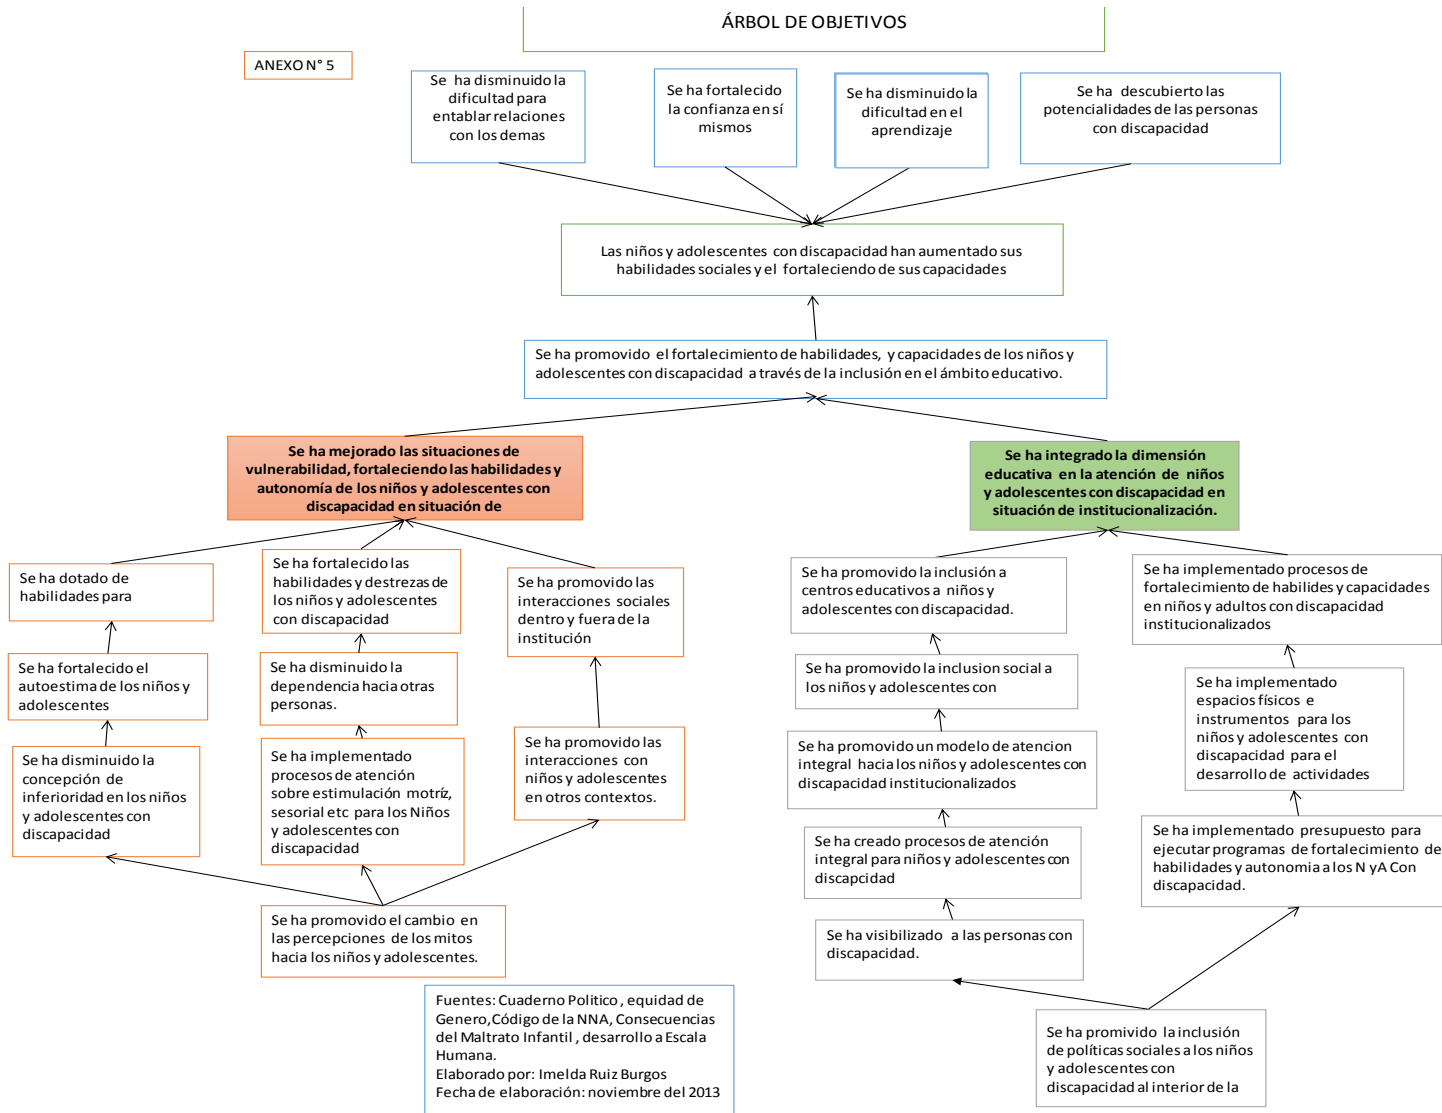 ÁRBOL DE OBJETIVOS
ANEXO N° 5
Se ha disminuido la
dificultad para
entablar relaciones
con los demas
Se ha fortalecido
la confianza en sí
mismos
Se ha disminuido la
dificultad en el
aprendizaje
Se ha descubierto las
potencialidades de las personas
con discapacidad
Las niños y adolescentes con discapacidad han aumentado sus
habilidades sociales y el fortaleciendo de sus capacidades
Se ha promovido el fortalecimiento de habilidades, y capacidades de los niños y
adolescentes con discapacidad a través de la inclusión en el ámbito educativo.
Se ha mejorado las situaciones de
vulnerabilidad, fortaleciendo las habilidades y
autonomía de los niños y adolescentes con
discapacidad en situación de
Se ha integrado la dimensión
educativa en la atención de niños
y adolescentes con discapacidad en
situación de institucionalización.
Se ha dotado de
habilidades para
Se ha fortalecido las
habilidades y destrezas de
los niños y adolescentes
con discapacidad
Se ha promovido las
interacciones sociales
dentro y fuera de la
institución
Se ha promovido la inclusión a
centros educativos a niños y
adolescentes con discapacidad.
Se ha implementado procesos de
fortalecimiento de habilides y capacidades
en niños y adultos con discapacidad
institucionalizados
Se ha fortalecido el
autoestima de los niños y
adolescentes
Se ha disminuido la
dependencia hacia otras
personas.
Se ha promovido la inclusion social a
los niños y adolescentes con
Se ha implementado
espacios físicos e
instrumentos para los
niños y adolescentes con
discapacidad para el
desarrollo de actividades
Se ha disminuido la
concepción de
inferioridad en los niños
y adolescentes con
discapacidad
Se ha implementado
procesos de atención
sobre estimulación motríz,
sesorial etc para los Niños
y adolescentes con
discapacidad
Se ha promovido las
interacciones con
niños y adolescentes
en otros contextos.
Se ha promovido un modelo de atencion
integral hacia los niños y adolescentes con
discapacidad institucionalizados
Se ha creado procesos de atención
integral para niños y adolescentes con
discapcidad
Se ha implementado presupuesto para
ejecutar programas de fortalecimiento de
habilidades y autonomia a los N yA Con
discapacidad.
Se ha promovido el cambio en
las percepciones de los mitos
hacia los niños y adolescentes.
Se ha visibilizado a las personas con
discapacidad.
Fuentes: Cuaderno Politico , equidad de
Genero,Código de la NNA, Consecuencias
del Maltrato Infantil , desarrollo a Escala
Humana.
Elaborado por: Imelda Ruiz Burgos
Fecha de elaboración: noviembre del 2013
Se ha promivido la inclusión
de políticas sociales a los niños
y adolescentes con
discapacidad al interior de la